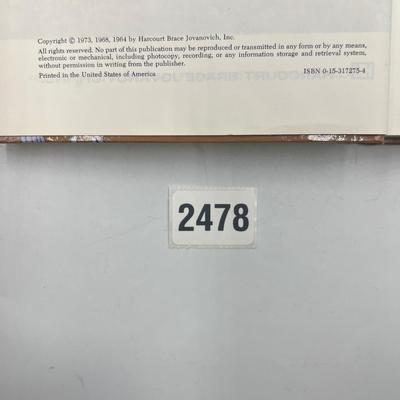 Copyright © 1973, 1968, 1964 by Harcourt Brace Jovanovich, Inc.
All rights reserved. No part of this publication may be reproduced or transmitted in any form or by any means,
electronic or mechanical, including photocopy, recording, or any information storage and retrieval system,
without permission in writing from the publisher.
Printed in the United States of America ISBN 0-15-317275-4
2478